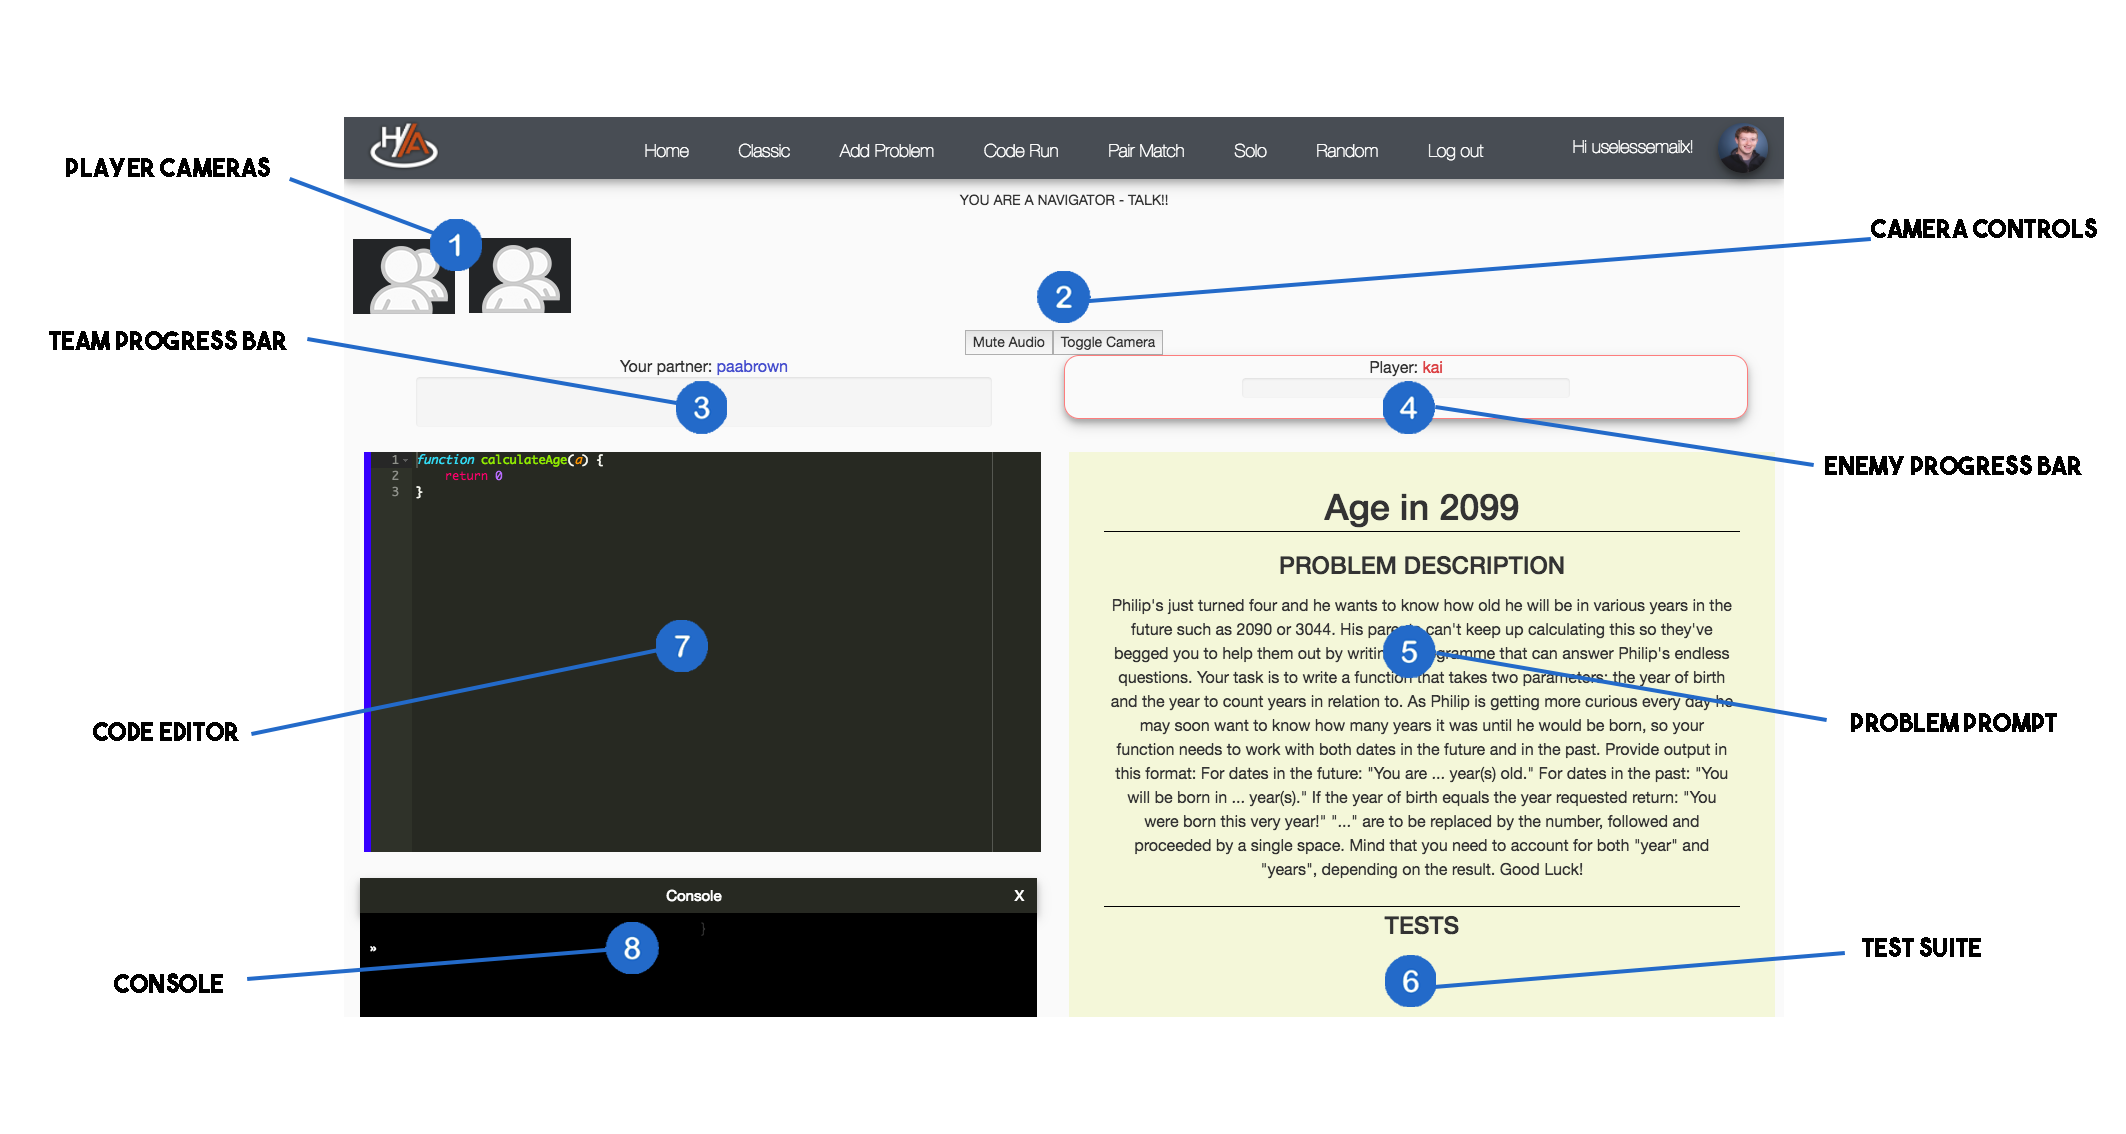 H/A
Home Classic Add Problem Code Run Pair Match Solo Random Log out Hi uselessemailx!
PLAYER CAMERAS
YOU ARE A NAVIGATOR - TALK!!
CAMERA CONTROLS
1
2
TEAM PROGRESS BAR
Mute Audio Toggle Camera
Your partner: paabrown
Player: kai
3
4
ENEMY PROGRESS BAR
1 function calculateAge(a) {
2 return 0
3 }
7
CODE EDITOR
Age in 2099
PROBLEM DESCRIPTION
Philip's just turned four and he wants to know how old he will be in various years in the
future such as 2090 or 3044. His parents can't keep up calculating this so they've
begged you to help them out by writing programme that can answer Philip's endless
questions. Your task is to write a function that takes two parameters: the year of birth
and the year to count years in relation to. As Philip is getting more curious every day he
may soon want to know how many years it was until he would be born, so your
function needs to work with both dates in the future and in the past. Provide output in
this format: For dates in the future: "You are ... year(s) old." For dates in the past: "You
will be born in ... year(s)." If the year of birth equals the year requested return: "You
were born this very year!" "..." are to be replaced by the number, followed and
proceeded by a single space. Mind that you need to account for both "year" and
"years", depending on the result. Good Luck!
5
PROBLEM PROMPT
Console X
}
»
8
CONSOLE
TESTS
6
TEST SUITE